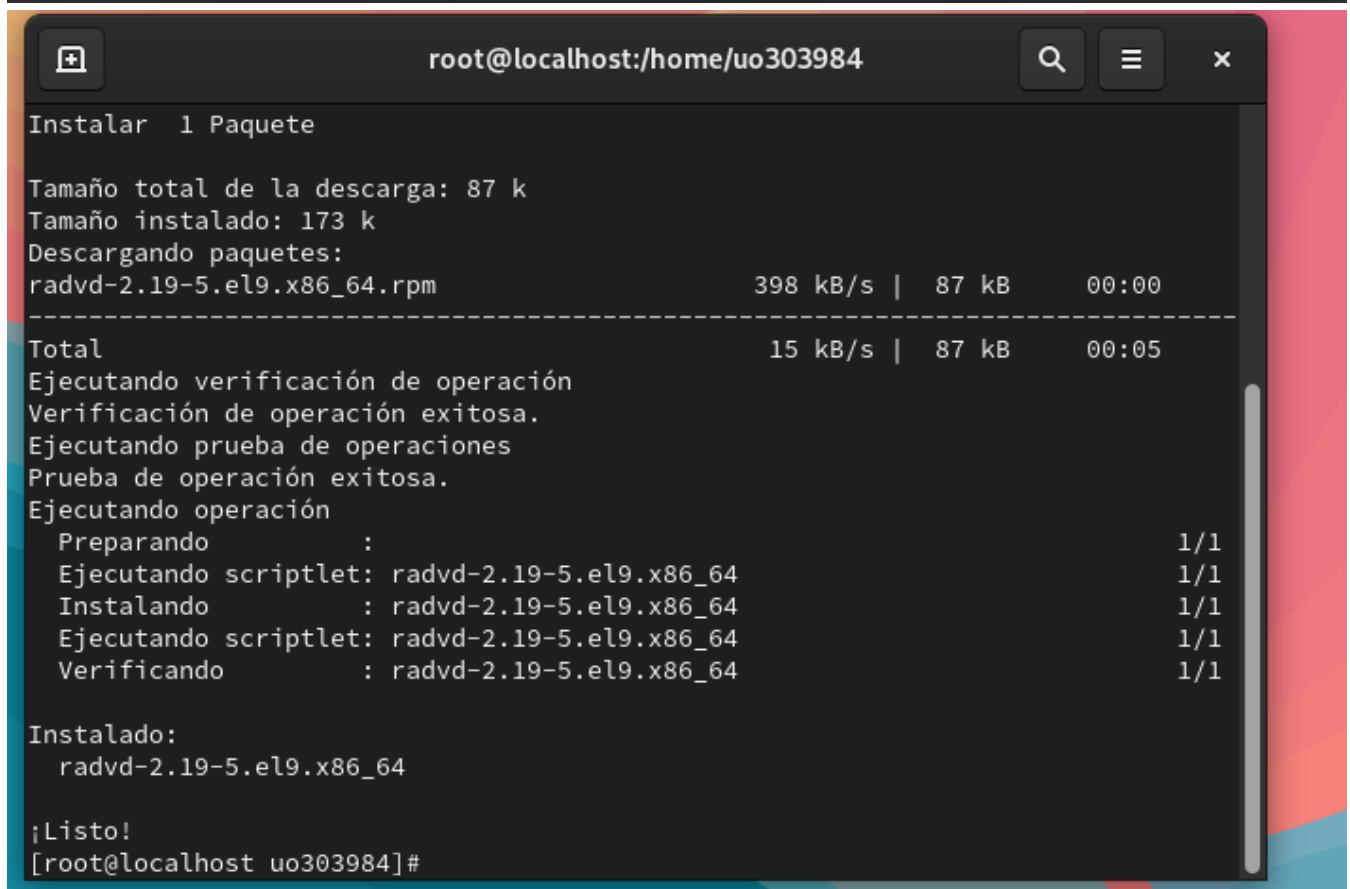 root@localhost:/home/uo303984
Instalar  1 Paquete
Tamaño total de la descarga: 87 k
Tamaño instalado: 173 k
Descargando paquetes:
radvd-2.19-5.el9.x86_64.rpm                     398 kB/s |  87 kB     00:00
--------------------------------------------------------------------------------
Total                                            15 kB/s |  87 kB     00:05
Ejecutando verificación de operación
Verificación de operación exitosa.
Ejecutando prueba de operaciones
Prueba de operación exitosa.
Ejecutando operación
  Preparando          :                                                     1/1
  Ejecutando scriptlet: radvd-2.19-5.el9.x86_64                             1/1
  Instalando          : radvd-2.19-5.el9.x86_64                             1/1
  Ejecutando scriptlet: radvd-2.19-5.el9.x86_64                             1/1
  Verificando         : radvd-2.19-5.el9.x86_64                             1/1
Instalado:
  radvd-2.19-5.el9.x86_64
¡Listo!
[root@localhost uo303984]#